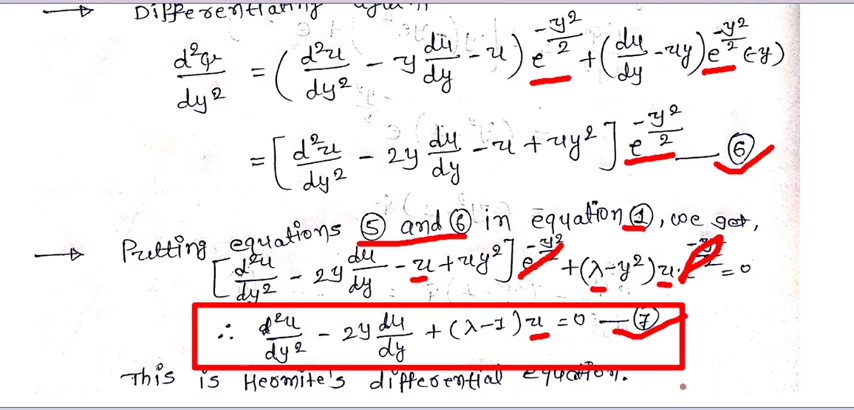 → Differentiating again
d²φ/dy² = (d²u/dy² - y du/dy - u) e^(-y²/2) + (du/dy - uy) e^(-y²/2) (-y)
= [d²u/dy² - 2y du/dy - u + uy²] e^(-y²/2) — ⑥
→ Putting equations ⑤ and ⑥ in equation ①, we get,
[d²u/dy² - 2y du/dy - u + uy²] e^(-y²/2) + (λ-y²) u. e^(-y²/2) = 0
∴ d²u/dy² - 2y du/dy + (λ-1) u = 0 — ⑦
This is Hermite's differential equation.